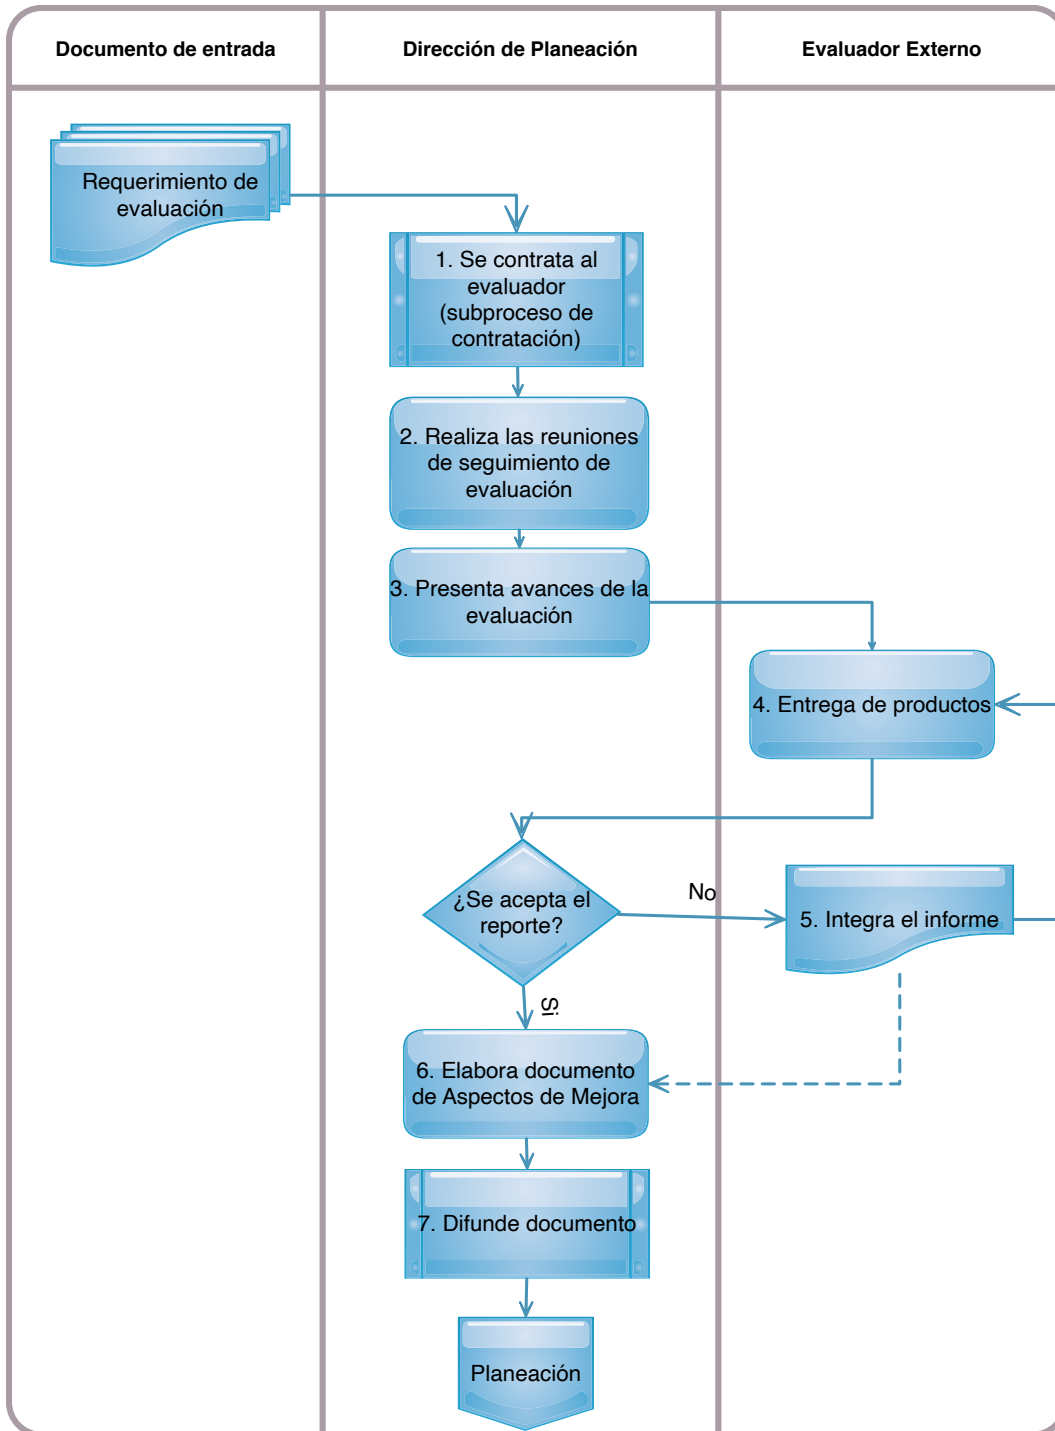 Documento de entrada
Dirección de Planeación
Evaluador Externo
Requerimiento de
evaluación
1. Se contrata al
evaluador
(subproceso de
contratación)
2. Realiza las reuniones
de seguimiento de
evaluación
3. Presenta avances de la
evaluación
4. Entrega de productos
¿Se acepta el
reporte?
No
5. Integra el informe
Si
6. Elabora documento
de Aspectos de Mejora
7. Difunde documento
Planeación